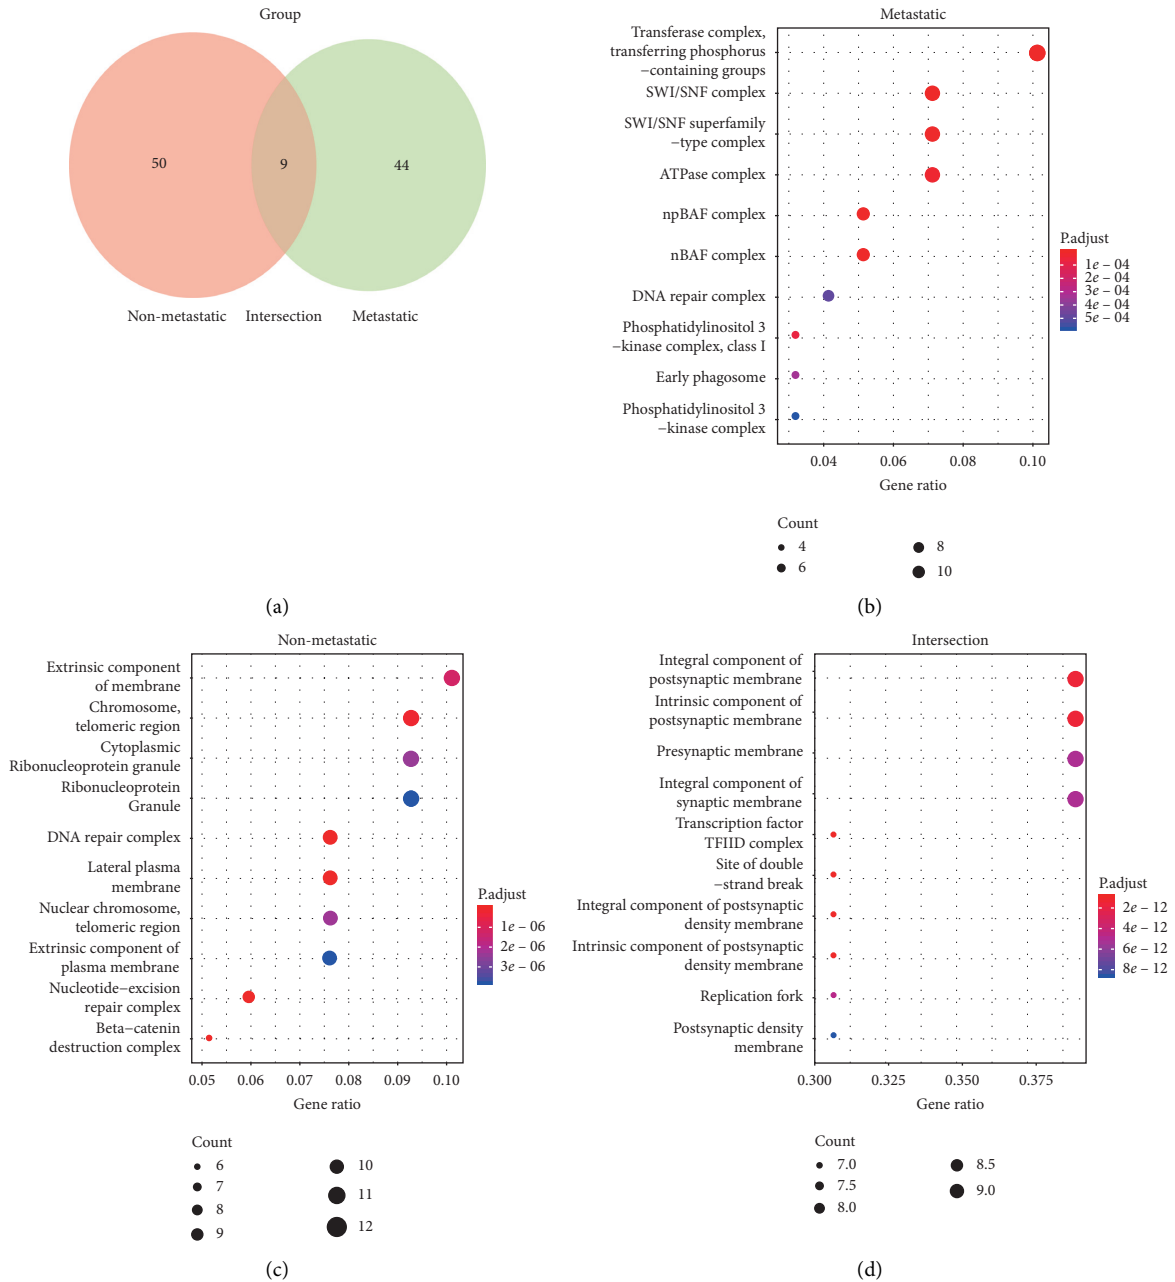 Group
50
9
44
Non-metastatic
Intersection
Metastatic
(a)
Metastatic
Transferase complex,
transferring phosphorus
−containing groups
SWI/SNF complex
SWI/SNF superfamily
−type complex
ATPase complex
npBAF complex
nBAF complex
DNA repair complex
Phosphatidylinositol 3
−kinase complex, class I
Early phagosome
Phosphatidylinositol 3
−kinase complex
0.04 0.06 0.08 0.10
Gene ratio
P.adjust
1e − 04
2e − 04
3e − 04
4e − 04
5e − 04
Count
4
6
8
10
(b)
Non-metastatic
Extrinsic component
of membrane
Chromosome,
telomeric region
Cytoplasmic
Ribonucleoprotein granule
Ribonucleoprotein
Granule
DNA repair complex
Lateral plasma
membrane
Nuclear chromosome,
telomeric region
Extrinsic component of
plasma membrane
Nucleotide−excision
repair complex
Beta−catenin
destruction complex
0.05 0.06 0.07 0.08 0.09 0.10
Gene ratio
P.adjust
1e − 06
2e − 06
3e − 06
Count
6
7
8
9
10
11
12
(c)
Intersection
Integral component of
postsynaptic membrane
Intrinsic component of
postsynaptic membrane
Presynaptic membrane
Integral component of
synaptic membrane
Transcription factor
TFIID complex
Site of double
−strand break
Integral component of postsynaptic
density membrane
Intrinsic component of postsynaptic
density membrane
Replication fork
Postsynaptic density
membrane
0.300 0.325 0.350 0.375
Gene ratio
P.adjust
2e − 12
4e − 12
6e − 12
8e − 12
Count
7.0
7.5
8.0
8.5
9.0
(d)